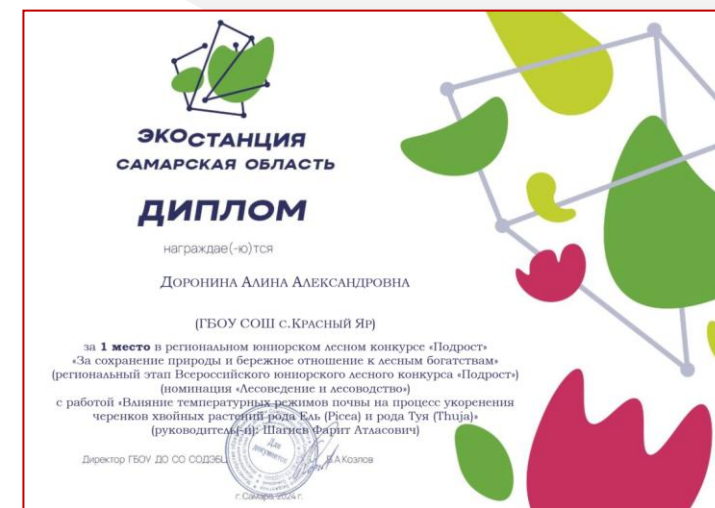 ЭКОСТАНЦИЯ
САМАРСКАЯ ОБЛАСТЬ
ДИПЛОМ
награждае(-ю)тся
Доронина Алина Александровна
(ГБОУ СОШ с.Красный Яр)
за 1 место в региональном юниорском лесном конкурсе «Подрост»
«За сохранение природы и бережное отношение к лесным богатствам»
(региональный этап Всероссийского юниорского лесного конкурса «Подрост»)
(номинация «Лесоведение и лесоводство»)
с работой «Влияние температурных режимов почвы на процесс укоренения
черенков хвойных растений рода Ель (Picea) и рода Туя (Thuja)»
(руководитель(-и): Шагиев Фарит Атласович)
Для
документов
Директор ГБОУ ДО СО СОДЭБЦ В.А.Козлов
г. Самара, 2024 г.